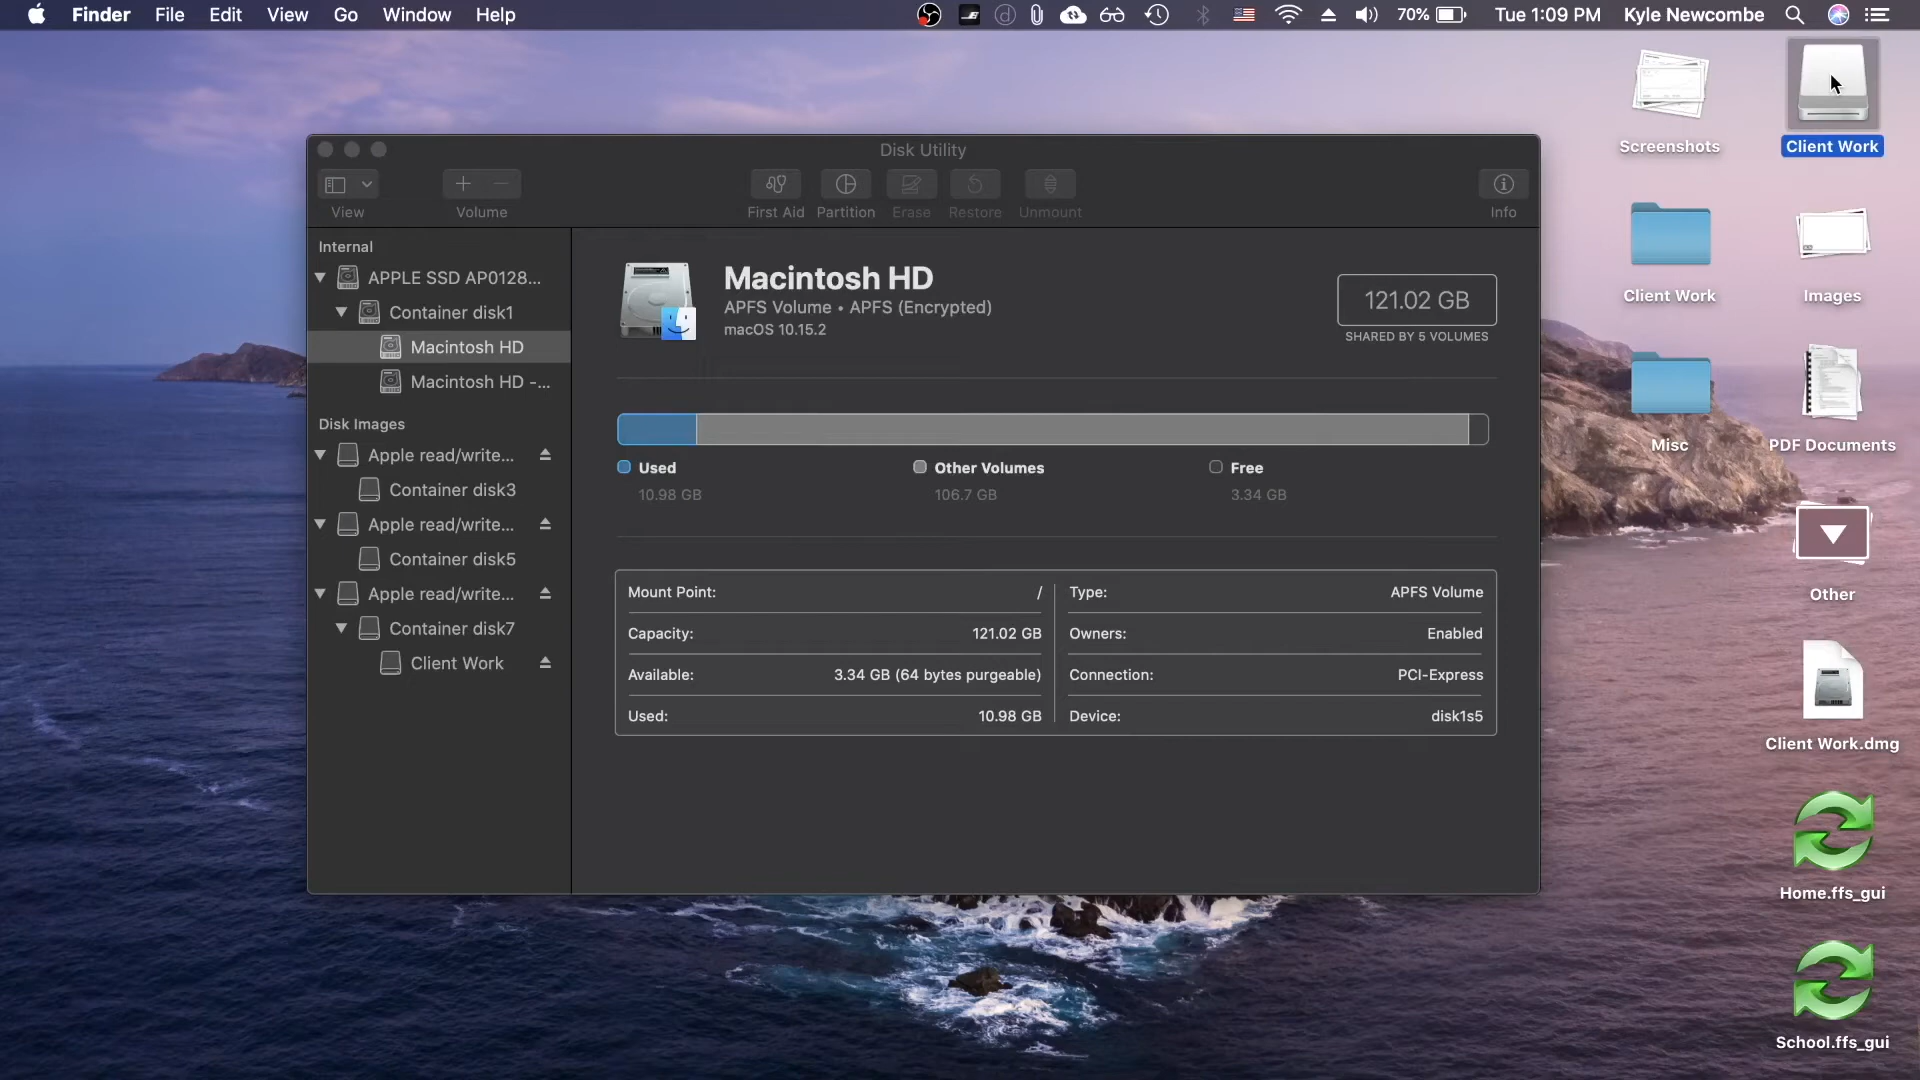 Finder File Edit View Go Window Help
70% Tue 1:09 PM Kyle Newcombe
Disk Utility
View
Volume
First Aid Partition Erase Restore Unmount
Info
Internal
APPLE SSD AP0128...
Container disk1
Macintosh HD
Macintosh HD -...
Disk Images
Apple read/write...
Container disk3
Apple read/write...
Container disk5
Apple read/write...
Container disk7
Client Work
Macintosh HD
APFS Volume • APFS (Encrypted)
macOS 10.15.2
121.02 GB
SHARED BY 5 VOLUMES
Used
10.98 GB
Other Volumes
106.7 GB
Free
3.34 GB
Mount Point: /
Capacity: 121.02 GB
Available: 3.34 GB (64 bytes purgeable)
Used: 10.98 GB
Type: APFS Volume
Owners: Enabled
Connection: PCI-Express
Device: disk1s5
Screenshots
Client Work
Client Work
Images
Misc
PDF Documents
Other
Client Work.dmg
Home.ffs_gui
School.ffs_gui